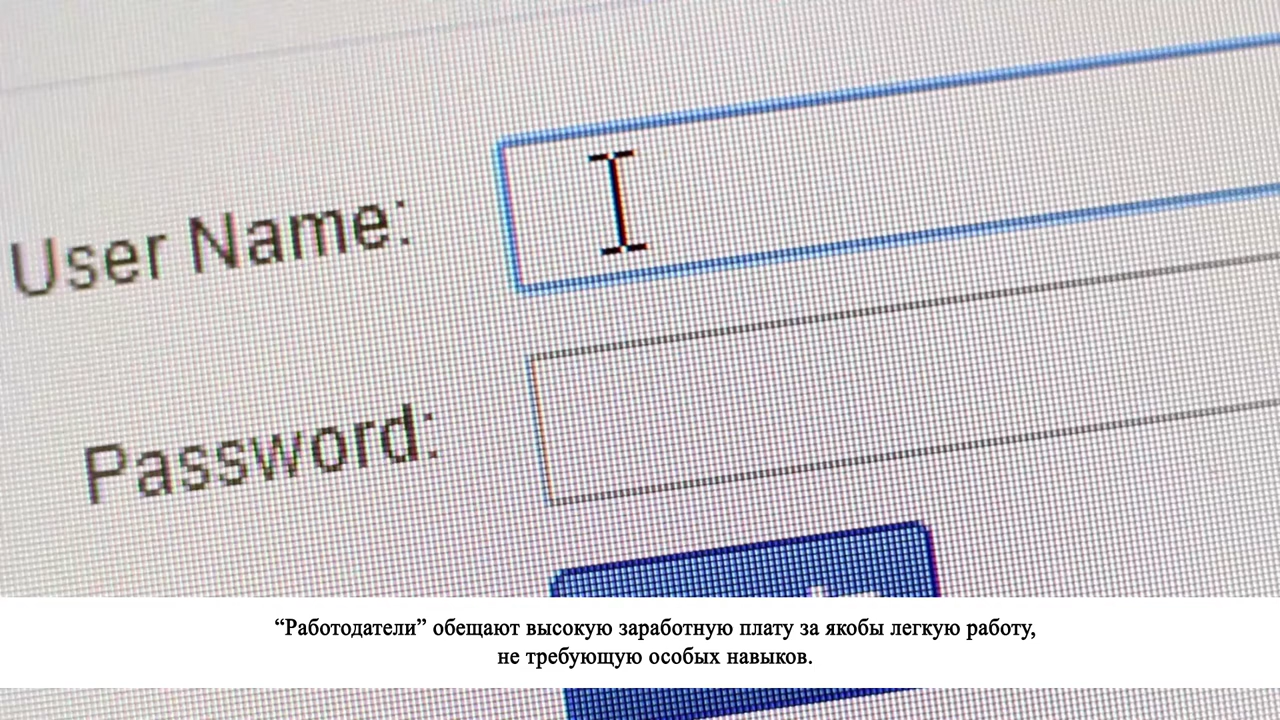 User Name:
Password:
“Работодатели” обещают высокую заработную плату за якобы легкую работу,
не требующую особых навыков.